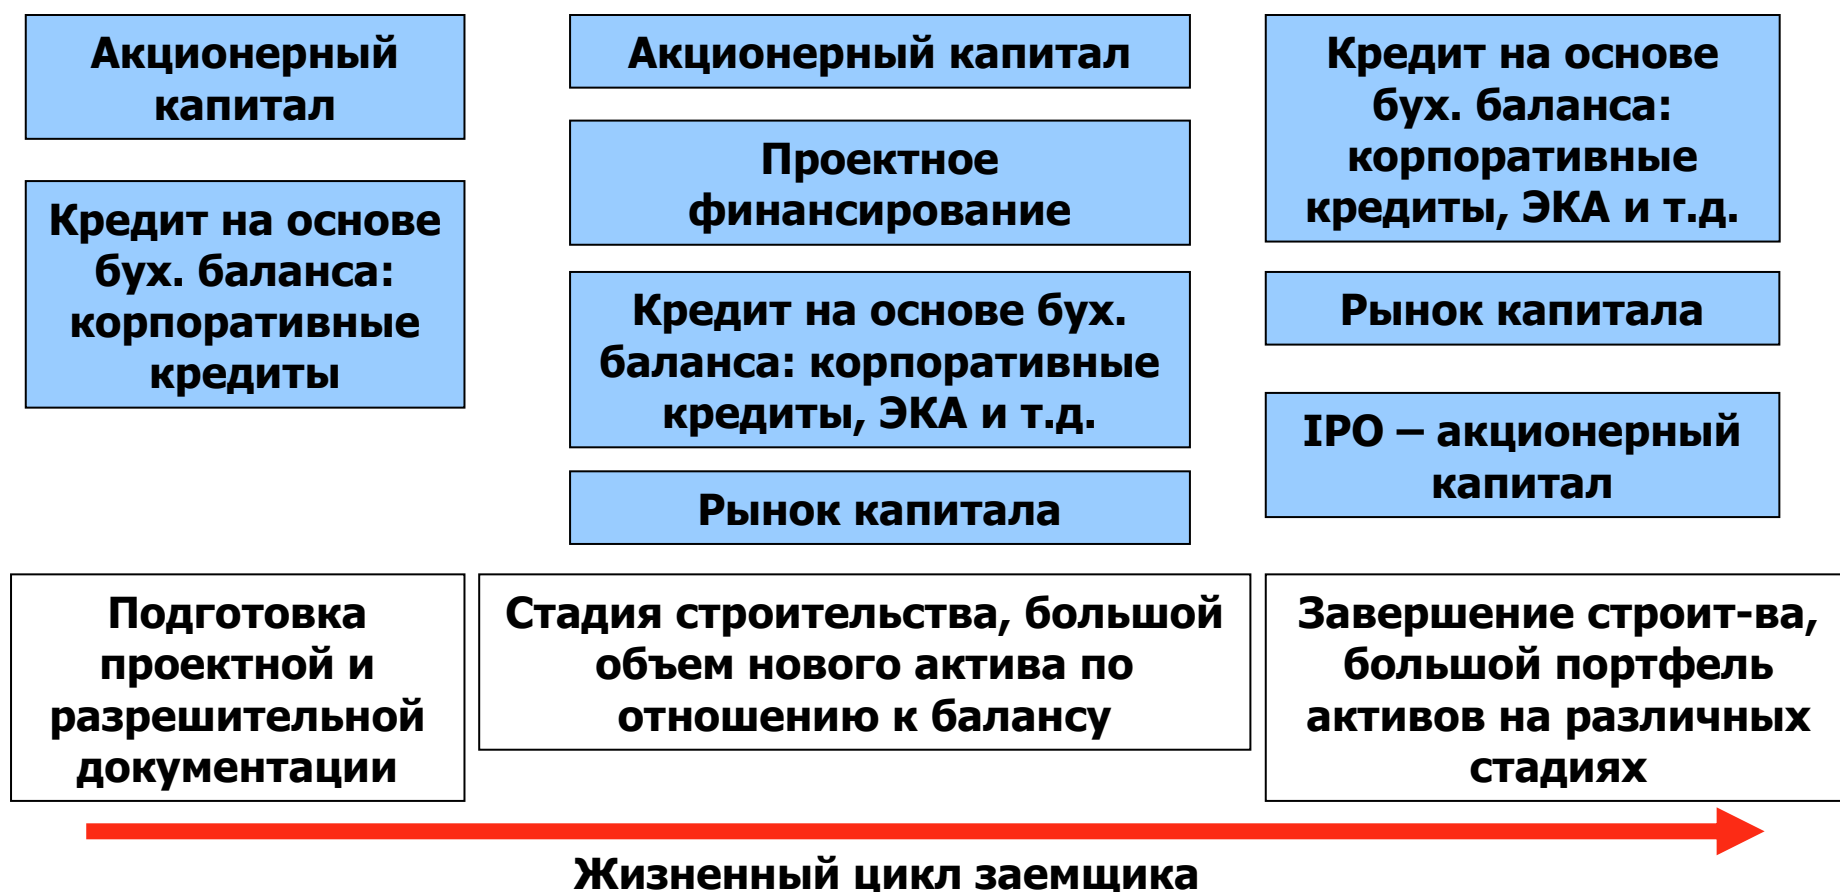 Акционерный
капитал
Кредит на основе
бух. баланса:
корпоративные
кредиты
Акционерный капитал
Проектное
финансирование
Кредит на основе бух.
баланса: корпоративные
кредиты, ЭКА и т.д.
Рынок капитала
Кредит на основе
бух. баланса:
корпоративные
кредиты, ЭКА и т.д.
Рынок капитала
IPO – акционерный
капитал
Подготовка
проектной и
разрешительной
документации
Стадия строительства, большой
объем нового актива по
отношению к балансу
Завершение строит-ва,
большой портфель
активов на различных
стадиях
Жизненный цикл заемщика